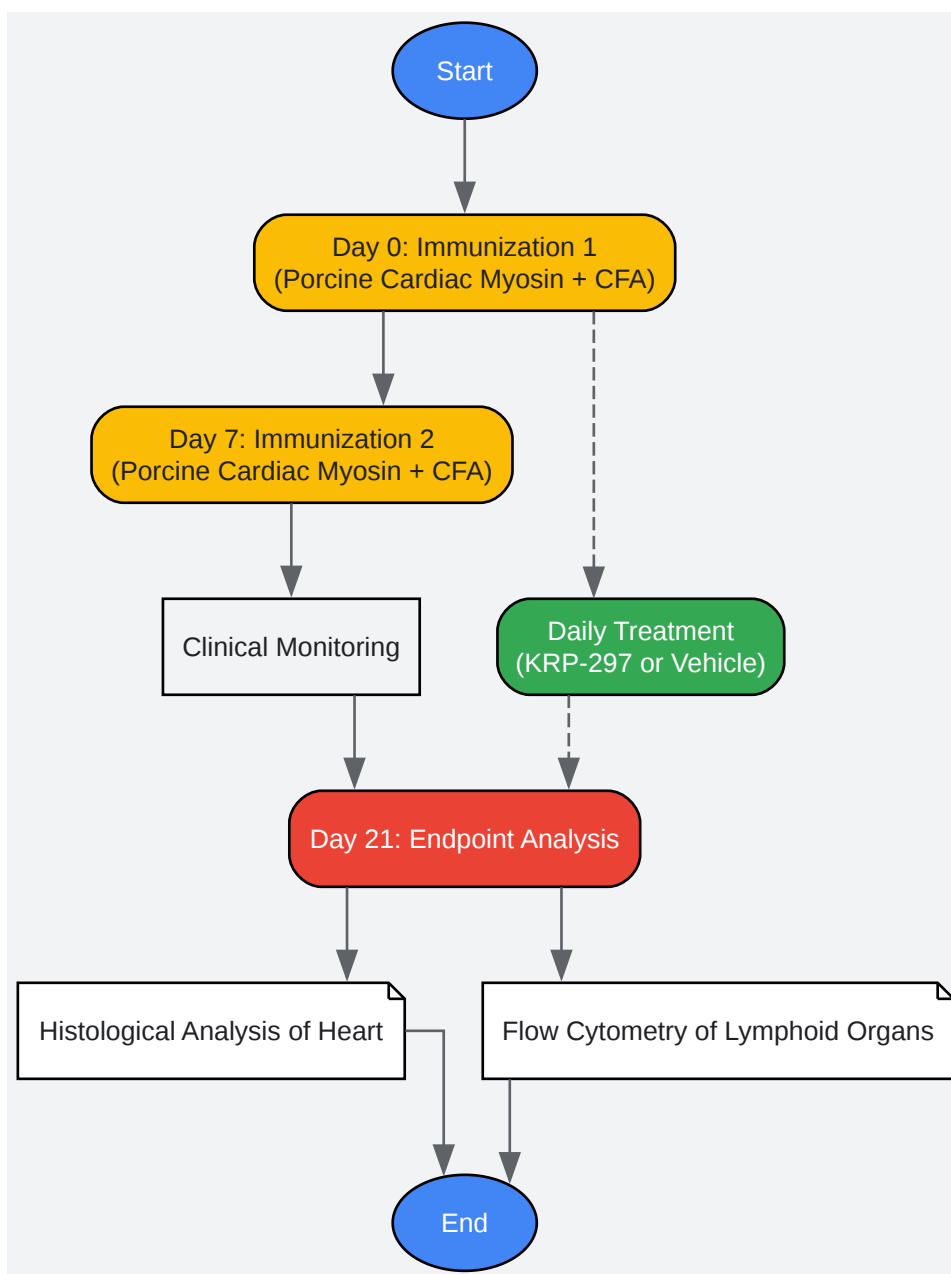 Start
Day 0: Immunization 1
(Porcine Cardiac Myosin + CFA)
Day 7: Immunization 2
(Porcine Cardiac Myosin + CFA)
Clinical Monitoring
Daily Treatment
(KRP-297 or Vehicle)
Day 21: Endpoint Analysis
Histological Analysis of Heart
Flow Cytometry of Lymphoid Organs
End